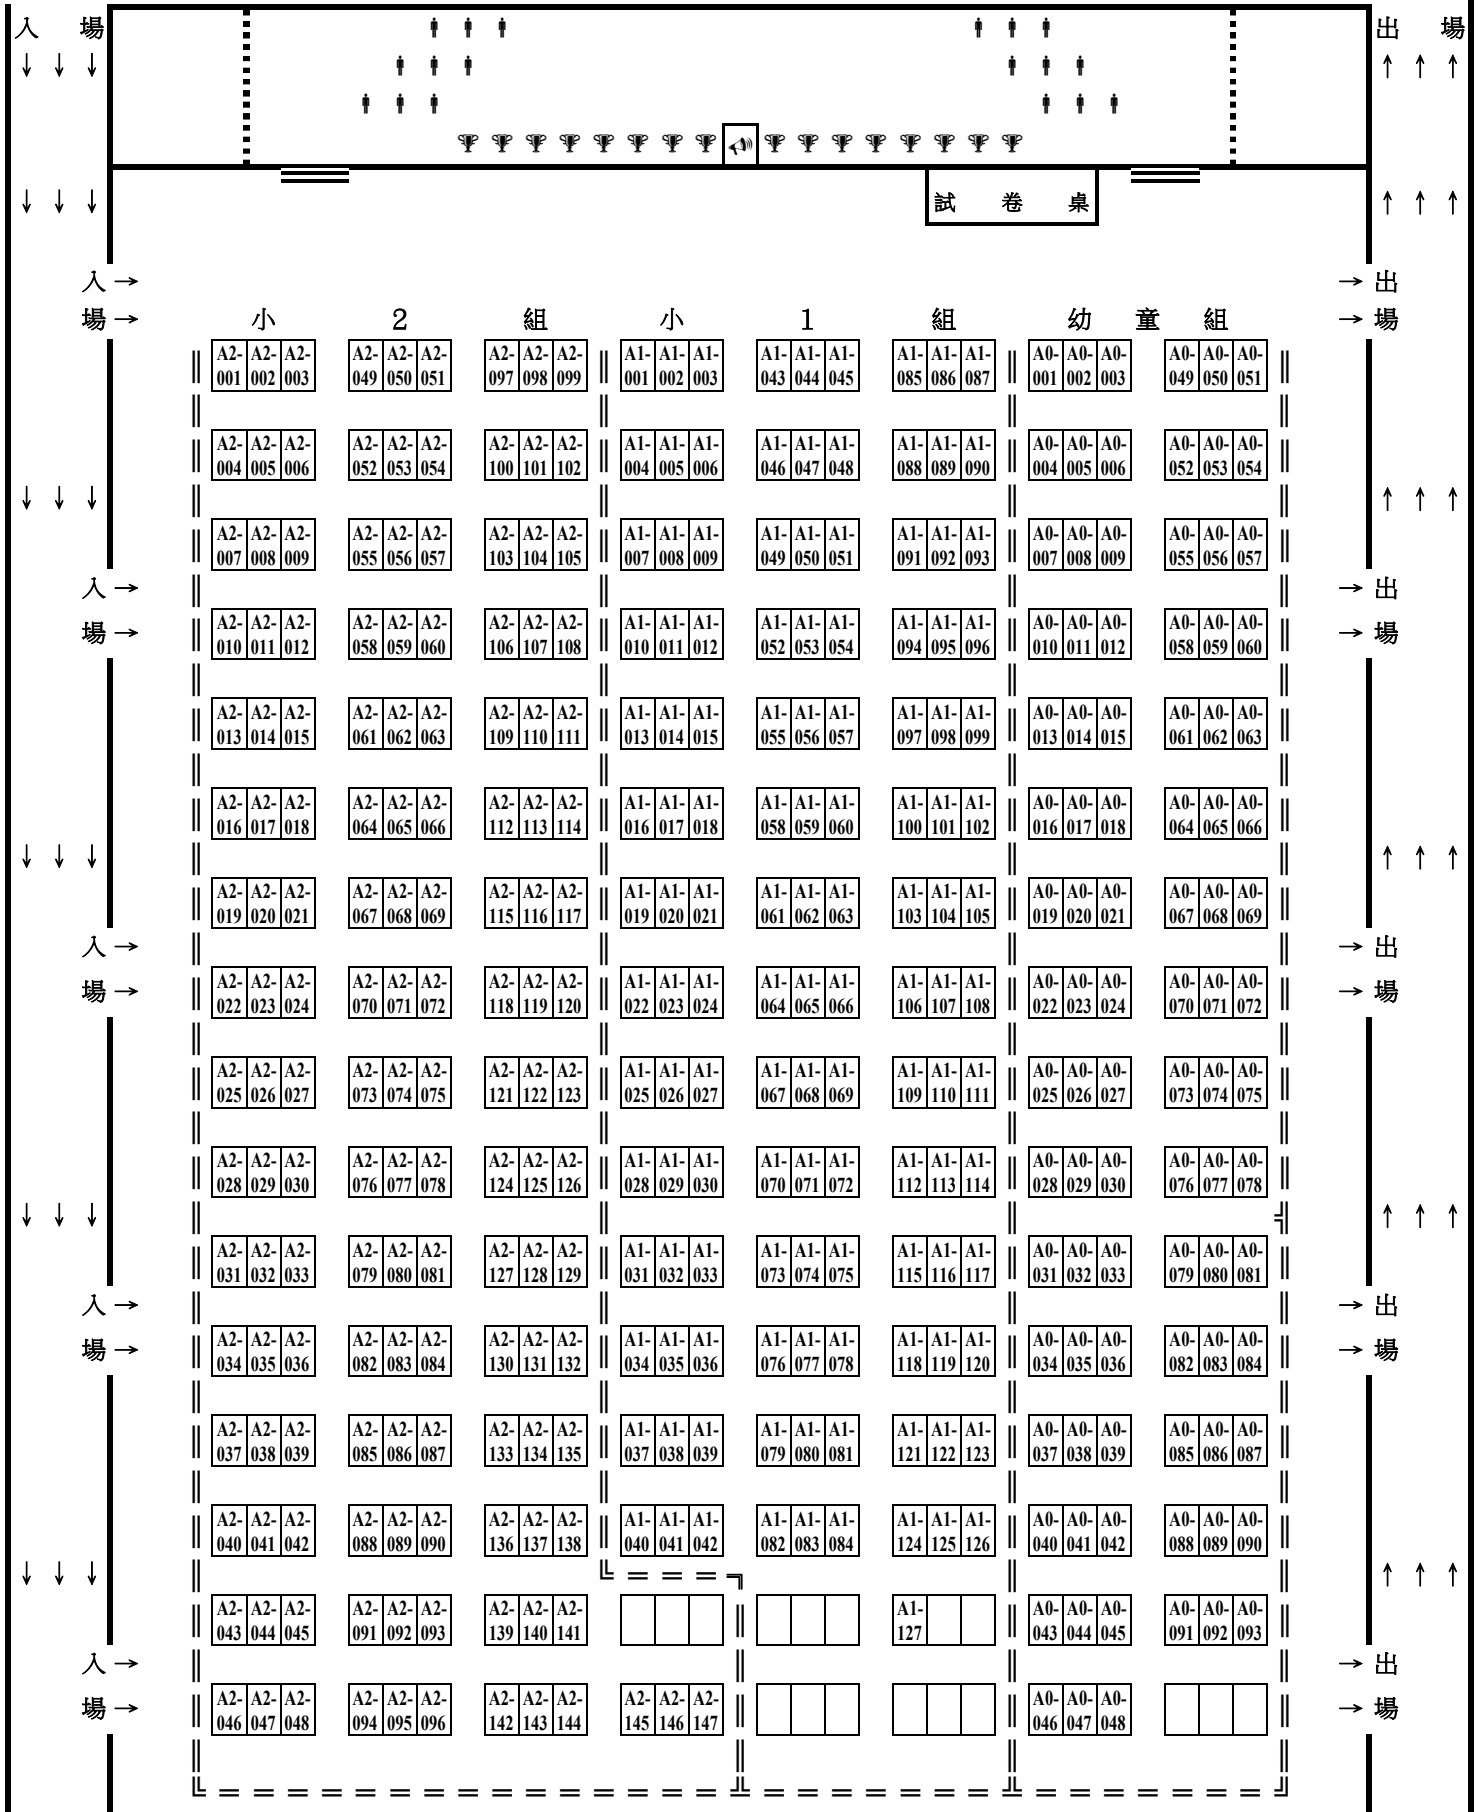 入 場 出 場
↓ ↓ ↓ ↑ ↑ ↑
↓ ↓ ↓ 試 卷 桌 ↑ ↑ ↑
入 → → 出
場 → 小 2 組 小 1 組 幼 童 組 → 場
A2- A2- A2- A2- A2- A2- A2- A2- A2- A1- A1- A1- A1- A1- A1- A1- A1- A1- A0- A0- A0- A0- A0- A0-
001 002 003 049 050 051 097 098 099 001 002 003 043 044 045 085 086 087 001 002 003 049 050 051
A2- A2- A2- A2- A2- A2- A2- A2- A2- A1- A1- A1- A1- A1- A1- A1- A1- A1- A0- A0- A0- A0- A0- A0-
004 005 006 052 053 054 100 101 102 004 005 006 046 047 048 088 089 090 004 005 006 052 053 054
↓ ↓ ↓ ↑ ↑ ↑
A2- A2- A2- A2- A2- A2- A2- A2- A2- A1- A1- A1- A1- A1- A1- A1- A1- A1- A0- A0- A0- A0- A0- A0-
007 008 009 055 056 057 103 104 105 007 008 009 049 050 051 091 092 093 007 008 009 055 056 057
入 → → 出
A2- A2- A2- A2- A2- A2- A2- A2- A2- A1- A1- A1- A1- A1- A1- A1- A1- A1- A0- A0- A0- A0- A0- A0-
場 → → 場
010 011 012 058 059 060 106 107 108 010 011 012 052 053 054 094 095 096 010 011 012 058 059 060
A2- A2- A2- A2- A2- A2- A2- A2- A2- A1- A1- A1- A1- A1- A1- A1- A1- A1- A0- A0- A0- A0- A0- A0-
013 014 015 061 062 063 109 110 111 013 014 015 055 056 057 097 098 099 013 014 015 061 062 063
A2- A2- A2- A2- A2- A2- A2- A2- A2- A1- A1- A1- A1- A1- A1- A1- A1- A1- A0- A0- A0- A0- A0- A0-
016 017 018 064 065 066 112 113 114 016 017 018 058 059 060 100 101 102 016 017 018 064 065 066
↓ ↓ ↓ ↑ ↑ ↑
A2- A2- A2- A2- A2- A2- A2- A2- A2- A1- A1- A1- A1- A1- A1- A1- A1- A1- A0- A0- A0- A0- A0- A0-
019 020 021 067 068 069 115 116 117 019 020 021 061 062 063 103 104 105 019 020 021 067 068 069
入 → → 出
A2- A2- A2- A2- A2- A2- A2- A2- A2- A1- A1- A1- A1- A1- A1- A1- A1- A1- A0- A0- A0- A0- A0- A0-
場 → → 場
022 023 024 070 071 072 118 119 120 022 023 024 064 065 066 106 107 108 022 023 024 070 071 072
A2- A2- A2- A2- A2- A2- A2- A2- A2- A1- A1- A1- A1- A1- A1- A1- A1- A1- A0- A0- A0- A0- A0- A0-
025 026 027 073 074 075 121 122 123 025 026 027 067 068 069 109 110 111 025 026 027 073 074 075
A2- A2- A2- A2- A2- A2- A2- A2- A2- A1- A1- A1- A1- A1- A1- A1- A1- A1- A0- A0- A0- A0- A0- A0-
028 029 030 076 077 078 124 125 126 028 029 030 070 071 072 112 113 114 028 029 030 076 077 078
↓ ↓ ↓ ↑ ↑ ↑
A2- A2- A2- A2- A2- A2- A2- A2- A2- A1- A1- A1- A1- A1- A1- A1- A1- A1- A0- A0- A0- A0- A0- A0-
031 032 033 079 080 081 127 128 129 031 032 033 073 074 075 115 116 117 031 032 033 079 080 081
入 → → 出
A2- A2- A2- A2- A2- A2- A2- A2- A2- A1- A1- A1- A1- A1- A1- A1- A1- A1- A0- A0- A0- A0- A0- A0-
場 → → 場
034 035 036 082 083 084 130 131 132 034 035 036 076 077 078 118 119 120 034 035 036 082 083 084
A2- A2- A2- A2- A2- A2- A2- A2- A2- A1- A1- A1- A1- A1- A1- A1- A1- A1- A0- A0- A0- A0- A0- A0-
037 038 039 085 086 087 133 134 135 037 038 039 079 080 081 121 122 123 037 038 039 085 086 087
A2- A2- A2- A2- A2- A2- A2- A2- A2- A1- A1- A1- A1- A1- A1- A1- A1- A1- A0- A0- A0- A0- A0- A0-
040 041 042 088 089 090 136 137 138 040 041 042 082 083 084 124 125 126 040 041 042 088 089 090
↓ ↓ ↓ ↑ ↑ ↑
A2- A2- A2- A2- A2- A2- A2- A2- A2- A1- A0- A0- A0- A0- A0- A0-
043 044 045 091 092 093 139 140 141 127 043 044 045 091 092 093
入 → → 出
A2- A2- A2- A2- A2- A2- A2- A2- A2- A2- A2- A2- A0- A0- A0-
場 → → 場
046 047 048 094 095 096 142 143 144 145 146 147 046 047 048